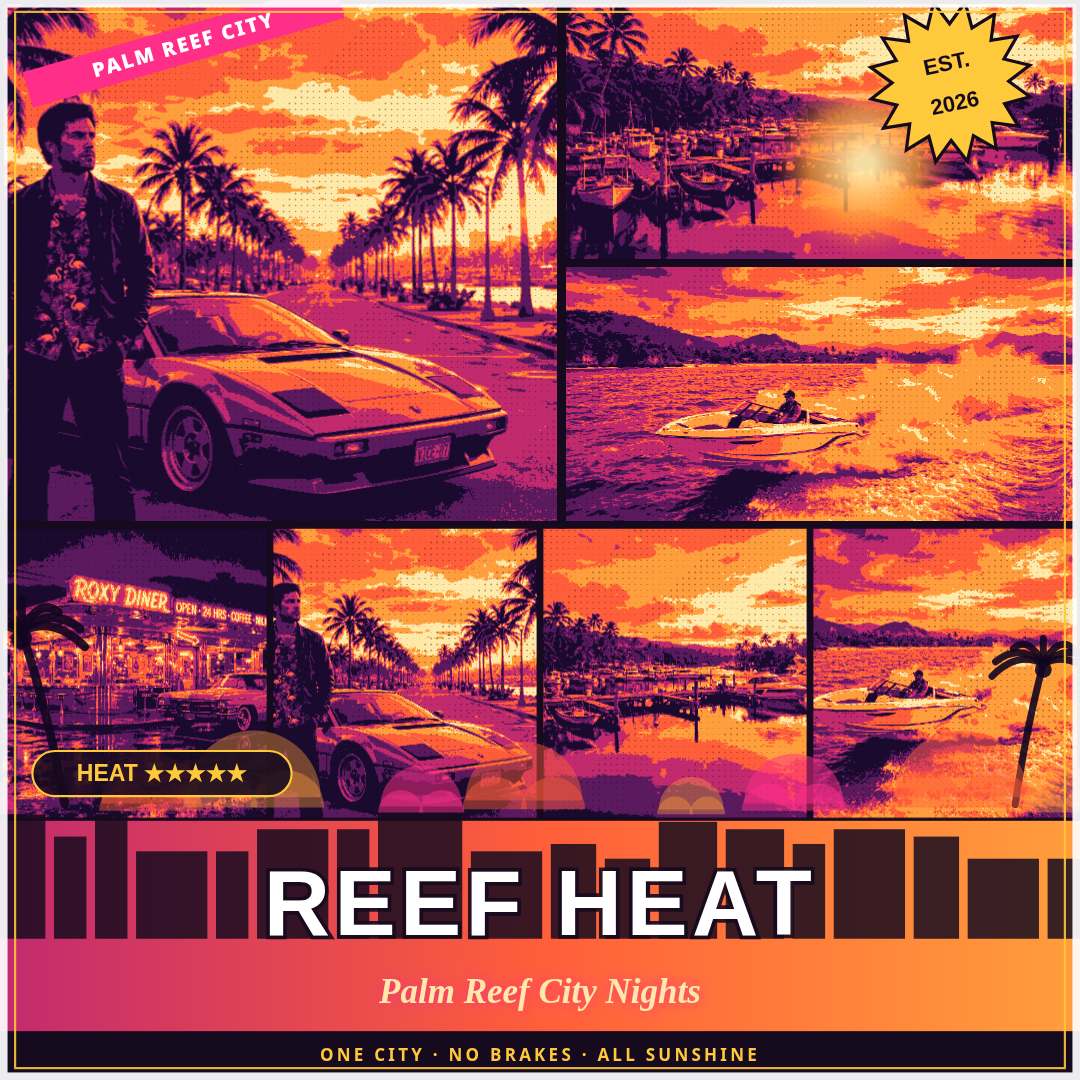 PALM REEF CITY
EST.
2026
ROXY DINER
OPEN · 24 HRS · COFFEE ·
HEAT ★★★★★
REEF HEAT
Palm Reef City Nights
ONE CITY · NO BRAKES · ALL SUNSHINE